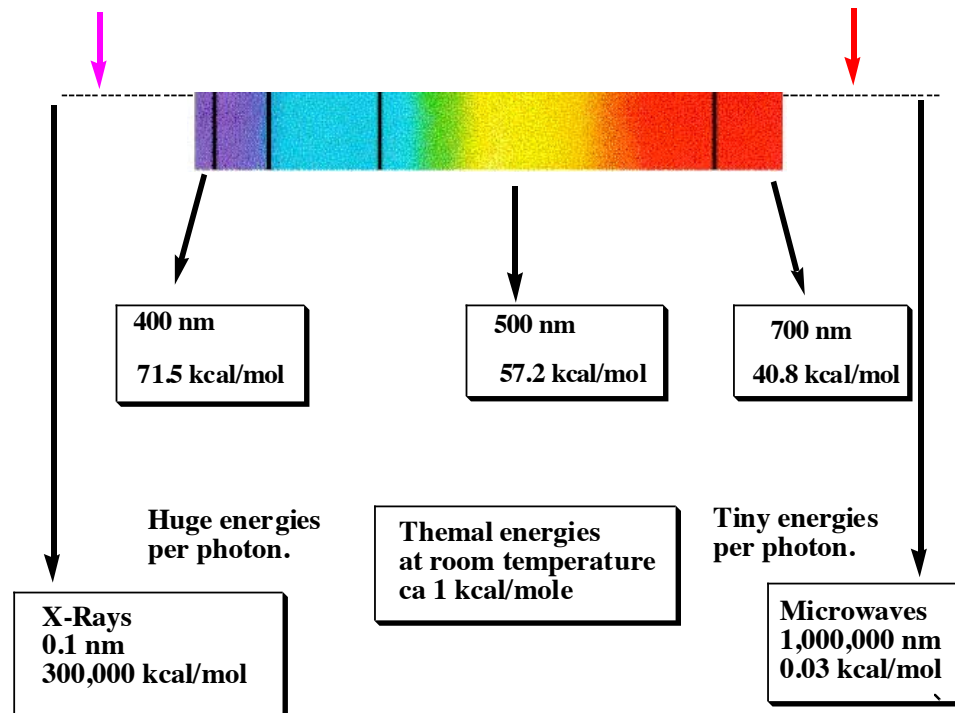 400 nm
71.5 kcal/mol
500 nm
57.2 kcal/mol
700 nm
40.8 kcal/mol
Huge energies
per photon.
Themal energies
at room temperature
ca 1 kcal/mole
Tiny energies
per photon.
X-Rays
0.1 nm
300,000 kcal/mol
Microwaves
1,000,000 nm
0.03 kcal/mol